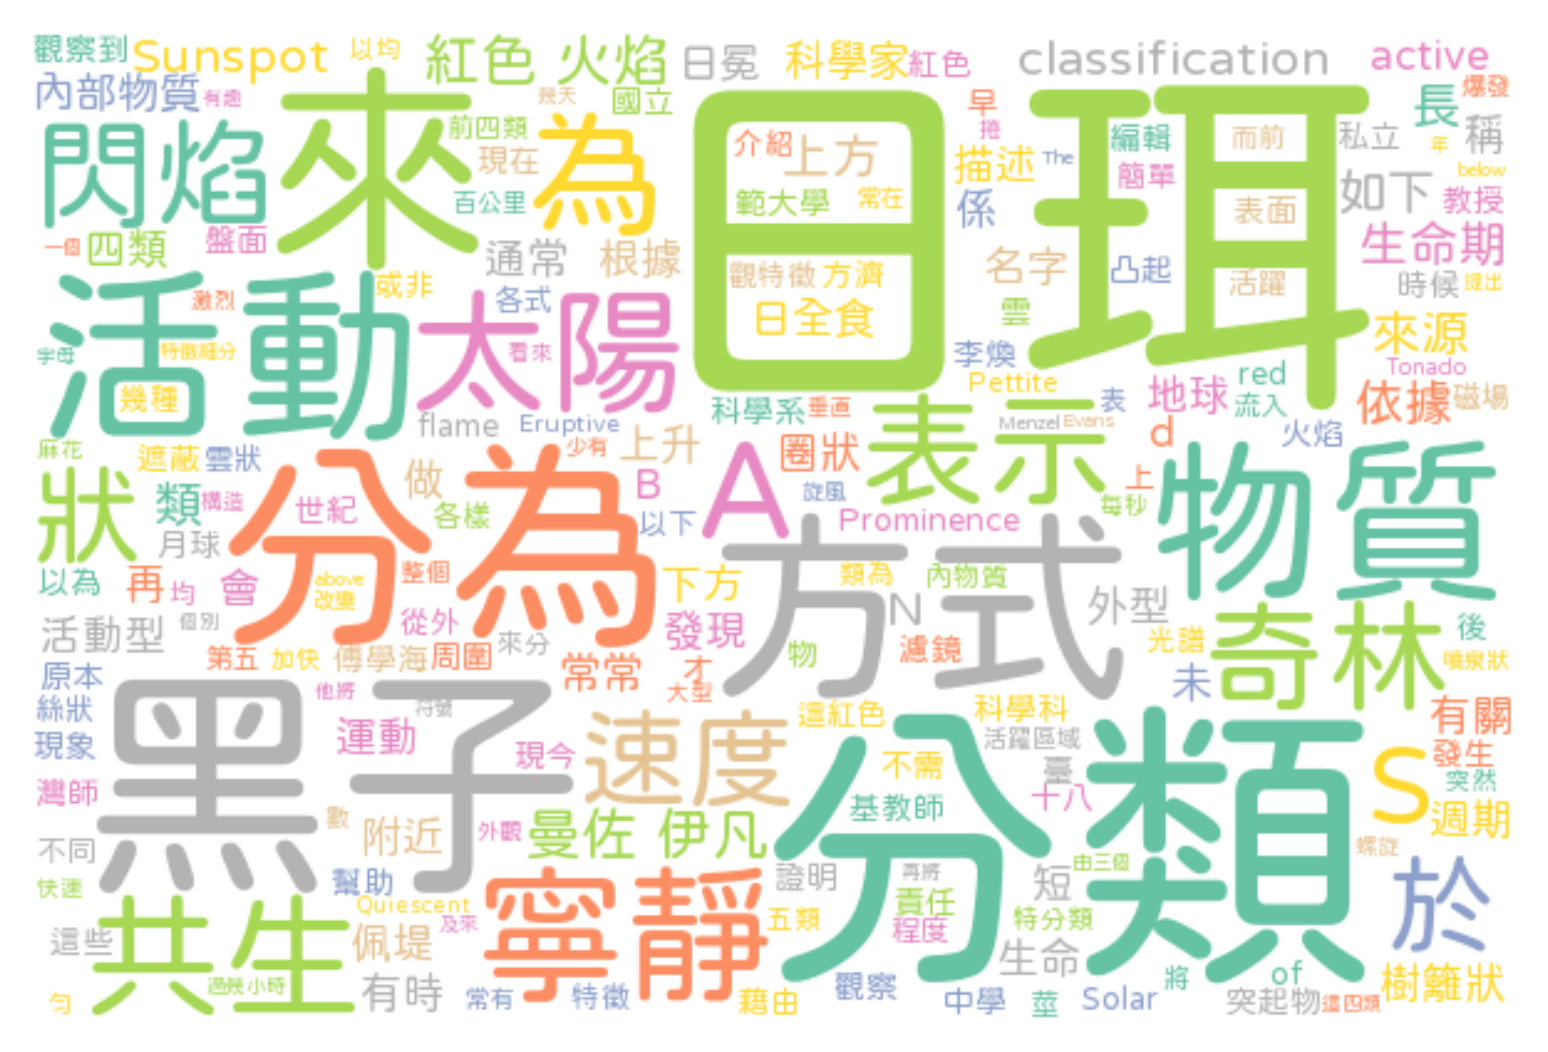 觀察到 Sunspot 以均 紅色 火焰 日冕 科學家 紅色 classification active
內部物質 有趣 幾天 國立 早 長 爆發
閃焰 來 前四類 為 日珥 介紹 上方 捲 編輯 而前 私立 年 稱
現在 描述 The 簡單 below
百公里 範大學 常在 係 表面 如下 教授
一個 四類 盤面 通常 根據 名字 凸起 生命期
活動 激烈 或非 各式 觀特徵 方濟 活躍 時候 提出
太陽 日全食 雲 來源
字母 特徵細分 看來 李煥 Tonado
幾種 Pettite 地球 red 依據 磁場
flame Eruptive 科學系 垂直 表示 表 流入
麻花 遮蔽 雲狀 少有 上升 Menzel Evans d 火焰
狀 類 構造 分為 世紀 做 各樣 B A 圈狀 旋風 上 每秒 物質
月球 以下 Prominence
以為 再 均 會 above 改變 整個 下方 方式 類為 內物質 外型 奇林
活動型 個別 從外 來分 發現 N 濾鏡 光譜 後
原本 第五 加快 傅學海 周圍 常常 才 物 未 噴泉狀
絲狀 黑子 他將 符號 大型 速度 這紅色 科學科 有關
現象 運動 現今 不需 活躍區域 分類 發生
灣師 臺 S 突然
數 基教師 十八 週期
不同 附近 外觀 曼佐 伊凡 由三個 螺旋
快速 幫助 寧靜 證明 再將 短 於
共生 Quiescent 及來 五類 責任 特分類
這些 佩堤 程度 生命
過幾 小時 有時 觀察 將 of 樹籬狀
勻 常有 特徵 藉由 中學 莖 Solar 突起物 這四類